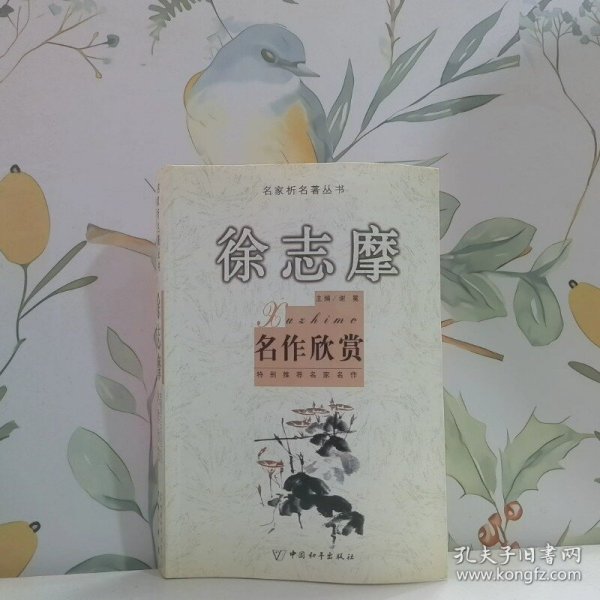 名家析名著丛书
徐志摩
主编/谢冕
Xuzhimo
名作欣赏
特别推荐名家名作
中国和平出版社
孔夫子旧书网
www.kongfz.com